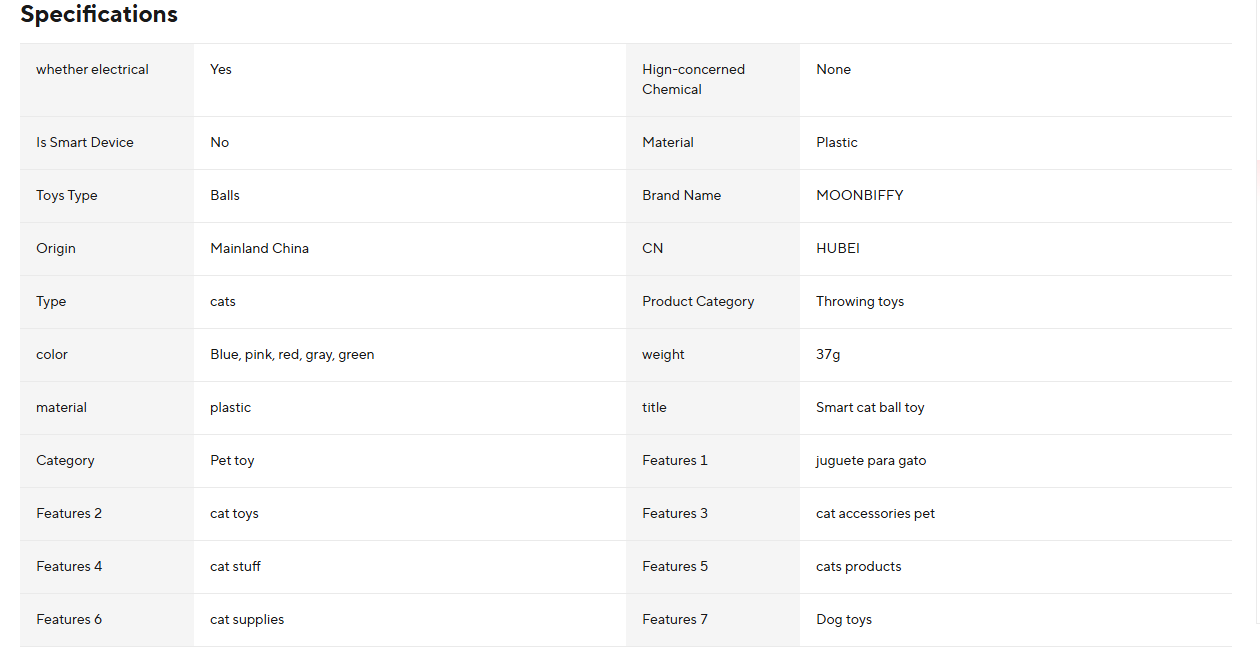 Specifications
whether electrical
Yes
Hign-concerned
Chemical
None
Is Smart Device
No
Material
Plastic
Toys Type
Balls
Brand Name
MOONBIFFY
Origin
Mainland China
CN
HUBEI
Type
cats
Product Category
Throwing toys
color
Blue, pink, red, gray, green
weight
37g
material
plastic
title
Smart cat ball toy
Category
Pet toy
Features 1
juguete para gato
Features 2
cat toys
Features 3
cat accessories pet
Features 4
cat stuff
Features 5
cats products
Features 6
cat supplies
Features 7
Dog toys